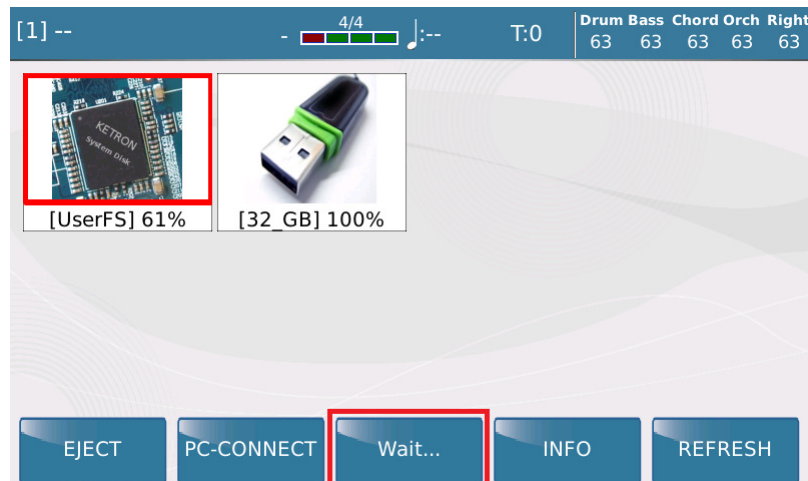 [1] --
- 4/4 ♩:--
T:0
Drum Bass Chord Orch Right
63 63 63 63 63
KETRON
System Disk
[UserFS] 61%
[32_GB] 100%
EJECT
PC-CONNECT
Wait...
INFO
REFRESH